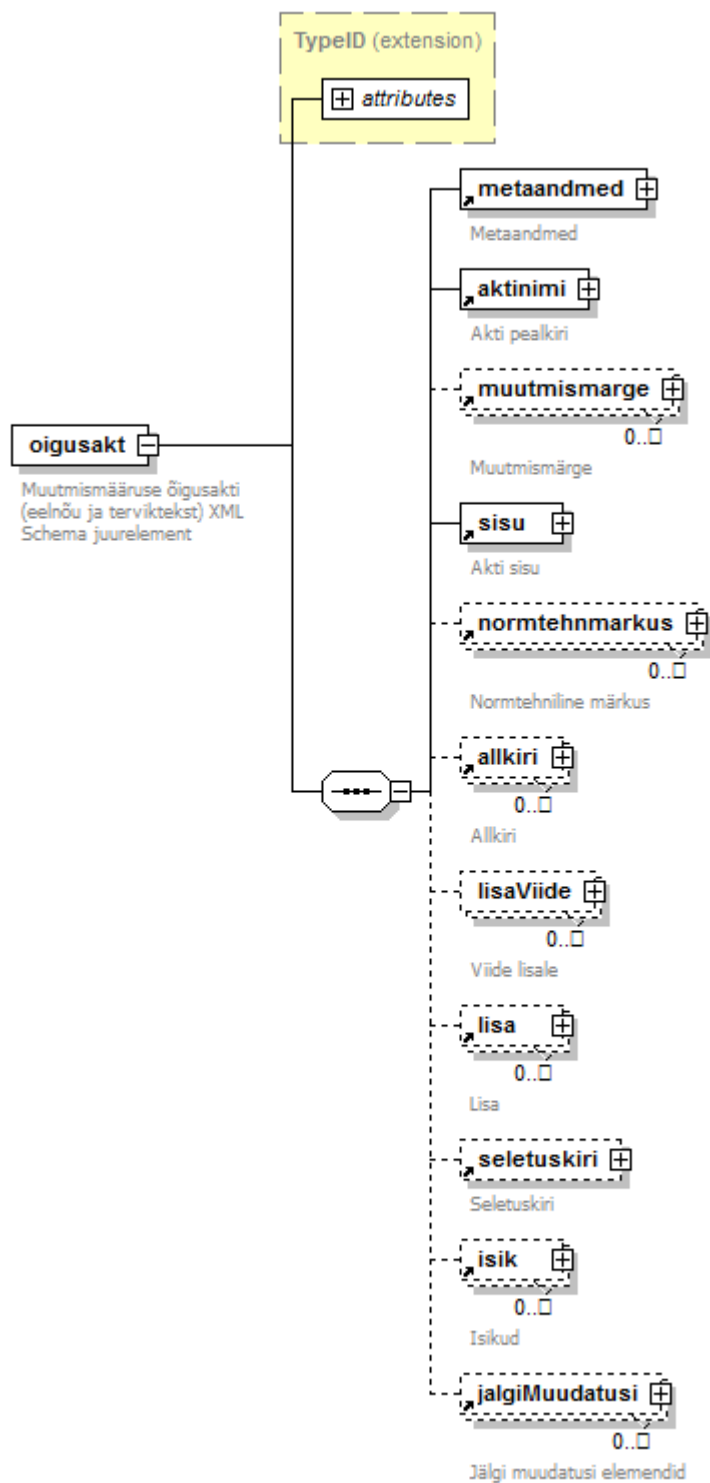 TypeID (extension)
attributes
metaandmed
Metaandmed
aktinimi
Akti pealkiri
muutmismarge
0..□
Muutmismärge
oigusakt
Muutmismääruse õigusakti
(eelnõu ja terviktekst) XML
Schema juurelement
sisu
Akti sisu
normtehnmarkus
0..□
Normtehniline märkus
allkiri
0..□
Allkiri
lisaViide
0..□
Viide lisale
lisa
0..□
Lisa
seletuskiri
Seletuskiri
isik
0..□
Isikud
jalgiMuudatusi
0..□
Jälgi muudatusi elemendid